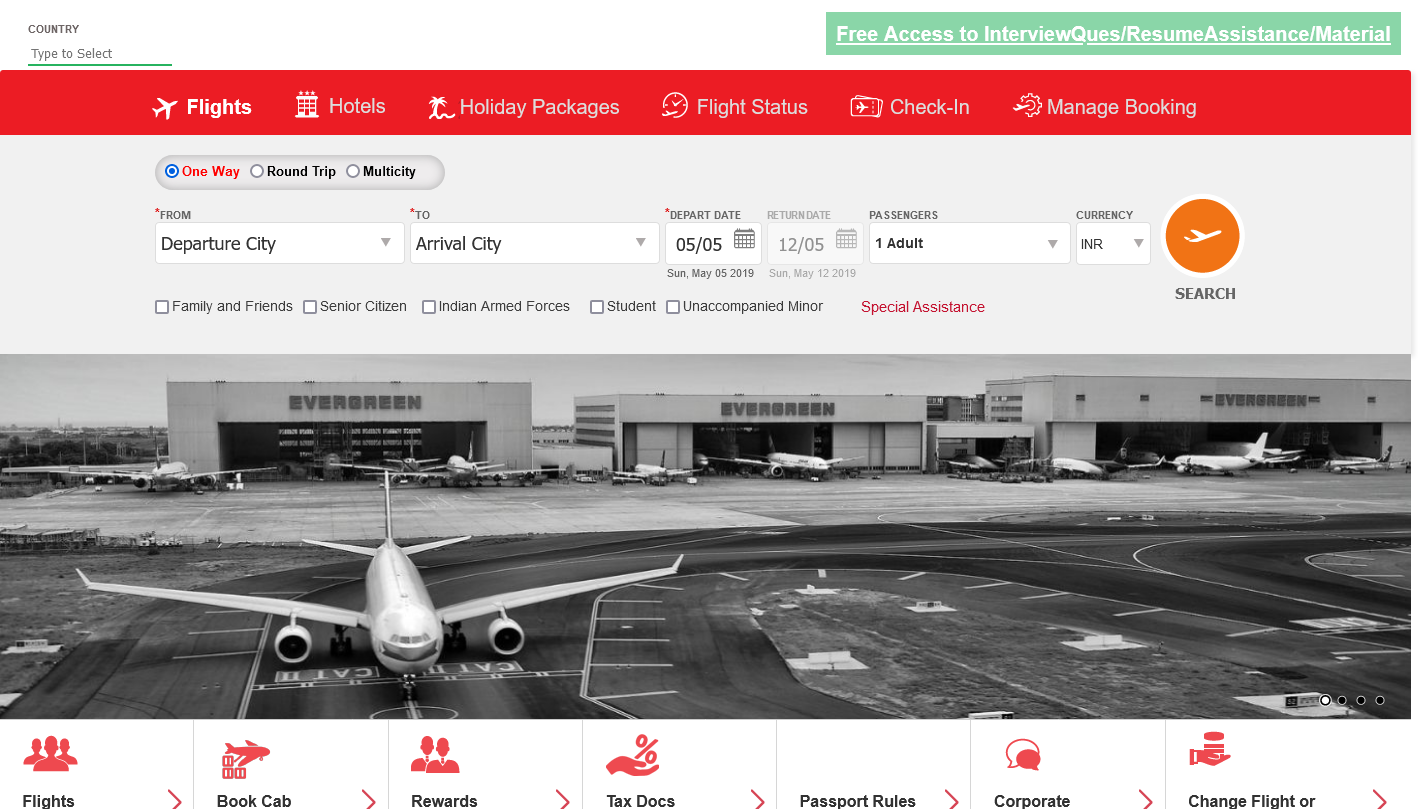 COUNTRY
Type to Select
Free Access to InterviewQues/ResumeAssistance/Material
Flights
Hotels
Holiday Packages
Flight Status
Check-In
Manage Booking
One Way
Round Trip
Multicity
*FROM
*TO
*DEPART DATE
RETURN DATE
PASSENGERS
CURRENCY
Departure City
Arrival City
05/05
12/05
1 Adult
INR
Sun, May 05 2019
Sun, May 12 2019
SEARCH
Family and Friends
Senior Citizen
Indian Armed Forces
Student
Unaccompanied Minor
Special Assistance
EVERGREEN
EVERGREEN
EVERGREEN
CAT II
CAT II
Flights
Book Cab
Rewards
Tax Docs
Passport Rules
Corporate
Change Flight or